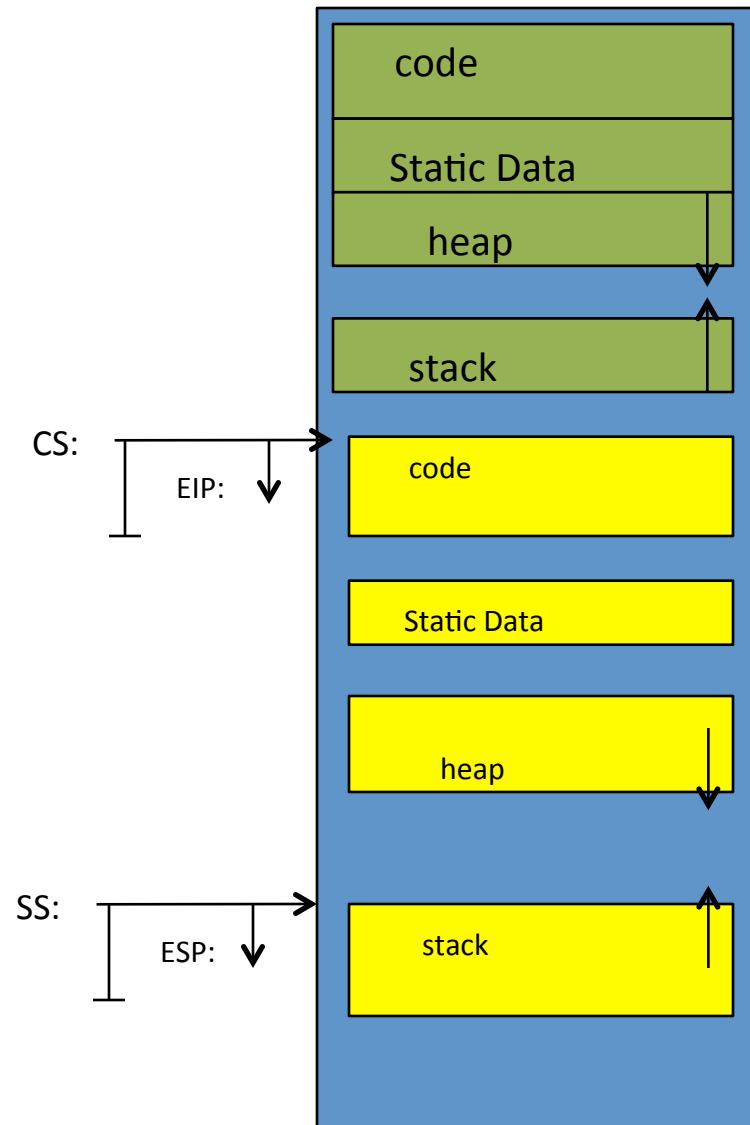 code
Static Data
heap
stack
CS:
code
EIP:
Static Data
heap
SS:
stack
ESP: